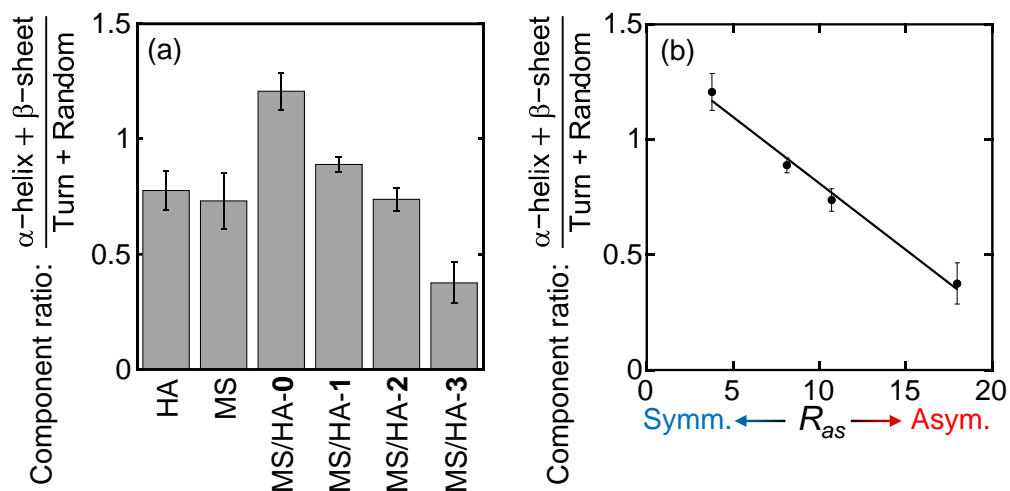 (a)
Component ratio: α−helix + β−sheet
Turn + Random
1.5
1
0.5
0
HA
MS
MS/HA-0
MS/HA-1
MS/HA-2
MS/HA-3
(b)
Component ratio: α−helix + β−sheet
Turn + Random
1.5
1
0.5
0
0 5 10 15 20
Symm. Ras Asym.